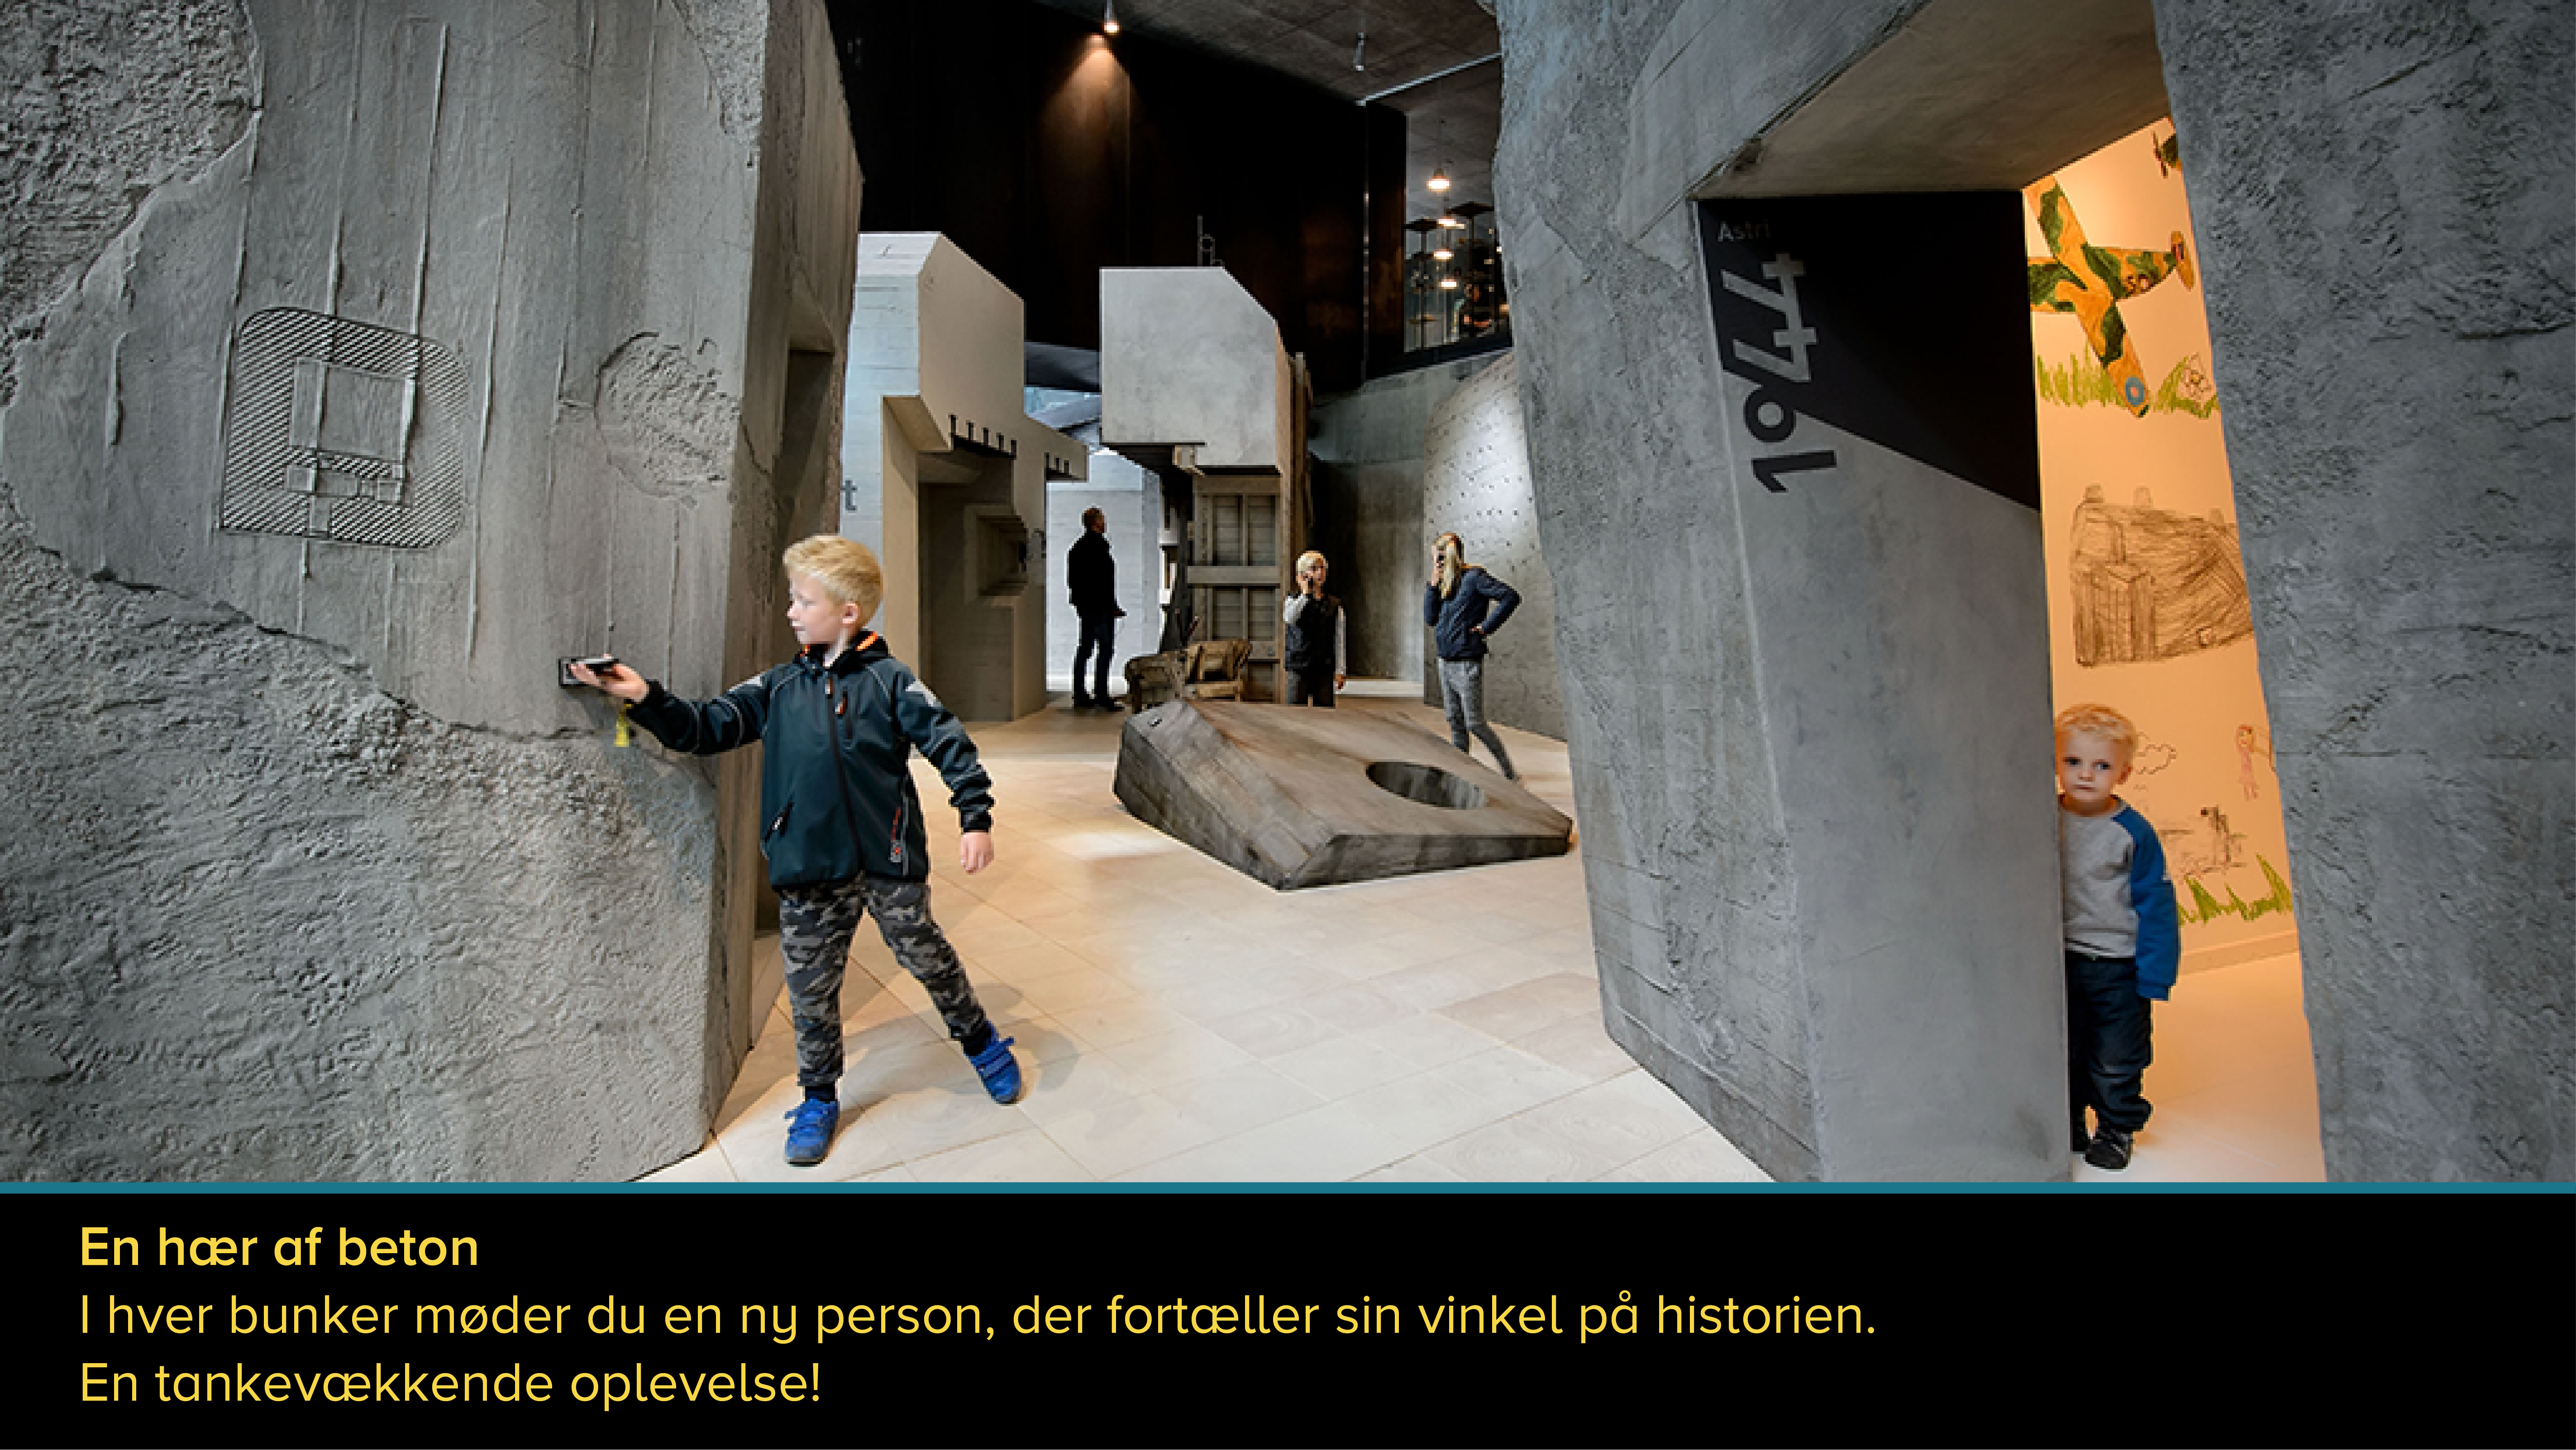 Astri
1944
t
En hær af beton
I hver bunker møder du en ny person, der fortæller sin vinkel på historien.
En tankevækkende oplevelse!